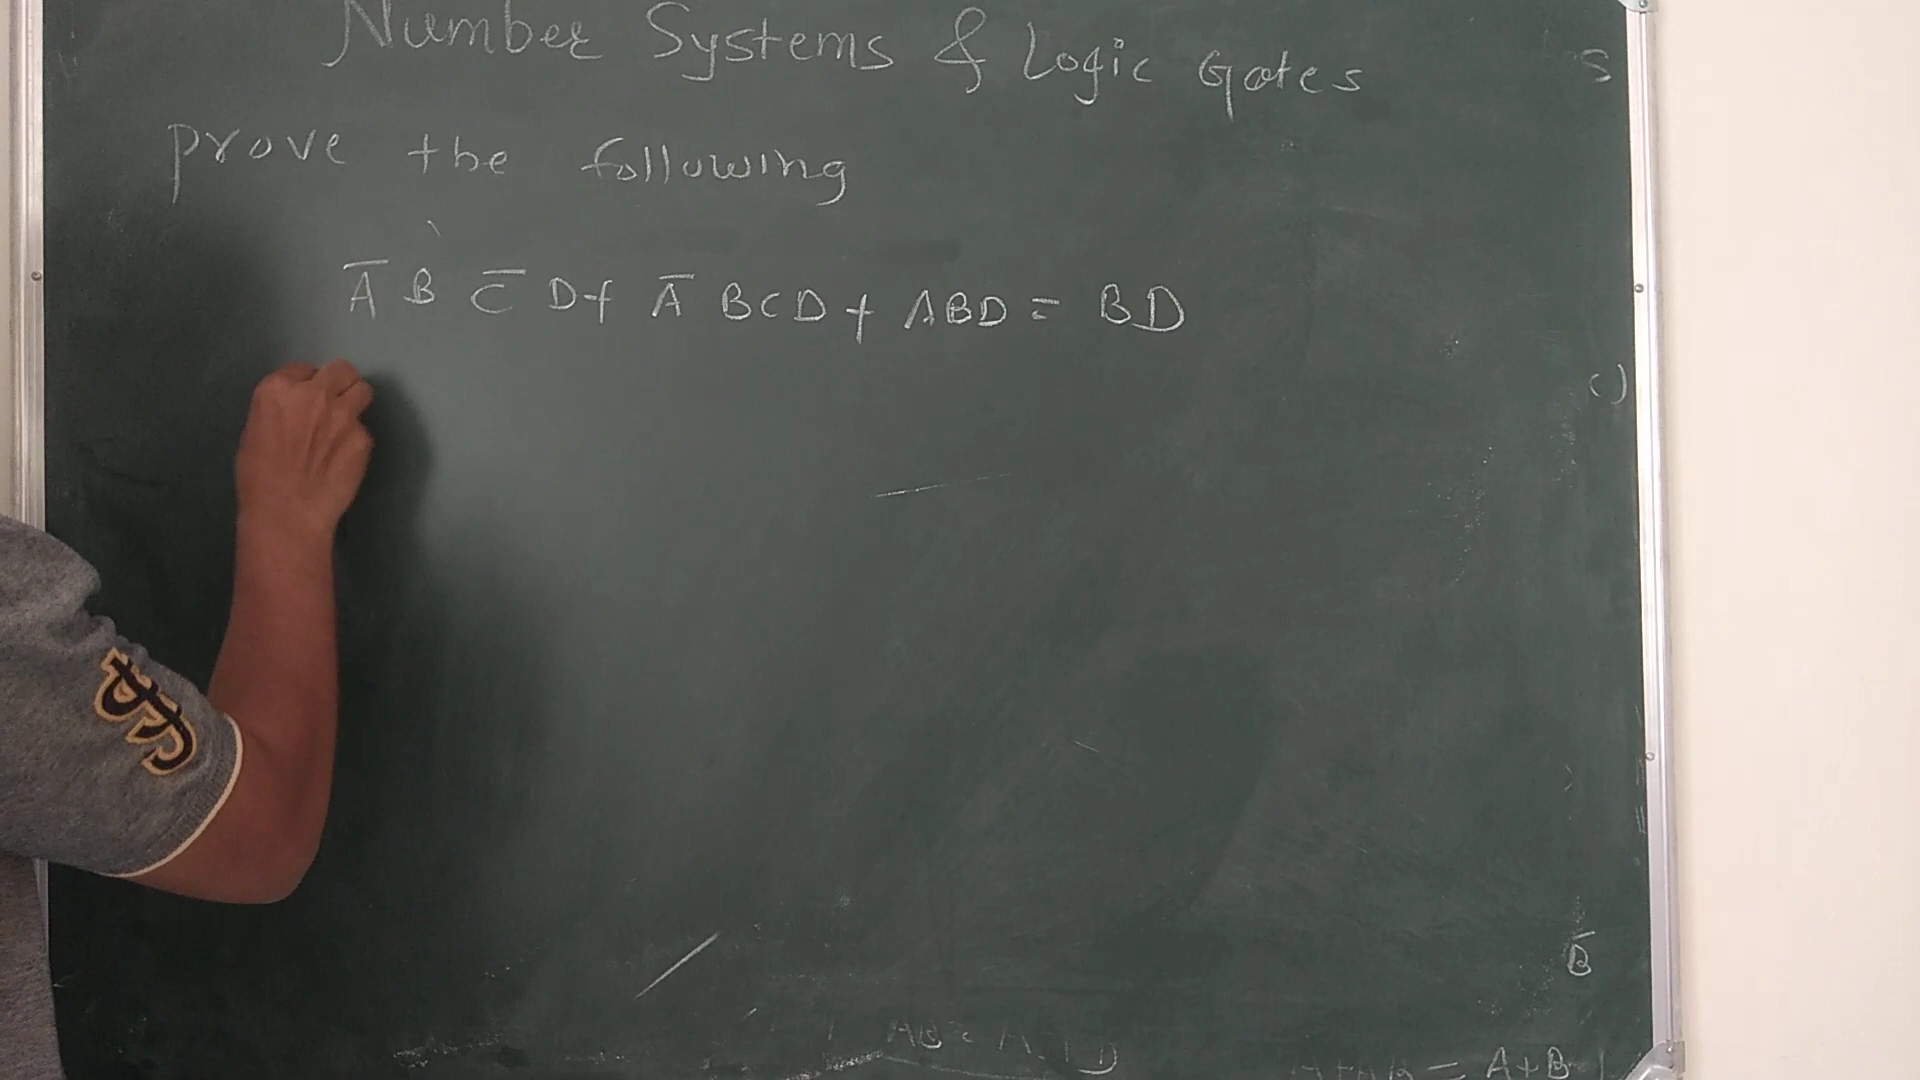 Number Systems & Logic Gates
S
prove the following
A̅ B C̅ D + A̅ BCD + ABD = BD
c)
B̅
= A+B